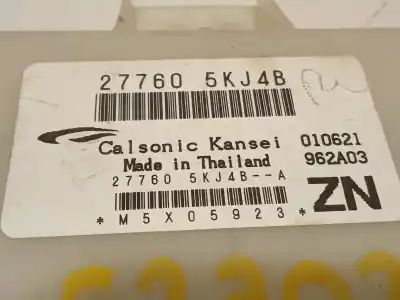 27760 5KJ4B
Calsonic Kansei 010621
Made in Thailand 962A03
27760 5KJ4B--A
ZN
*M5X05923*